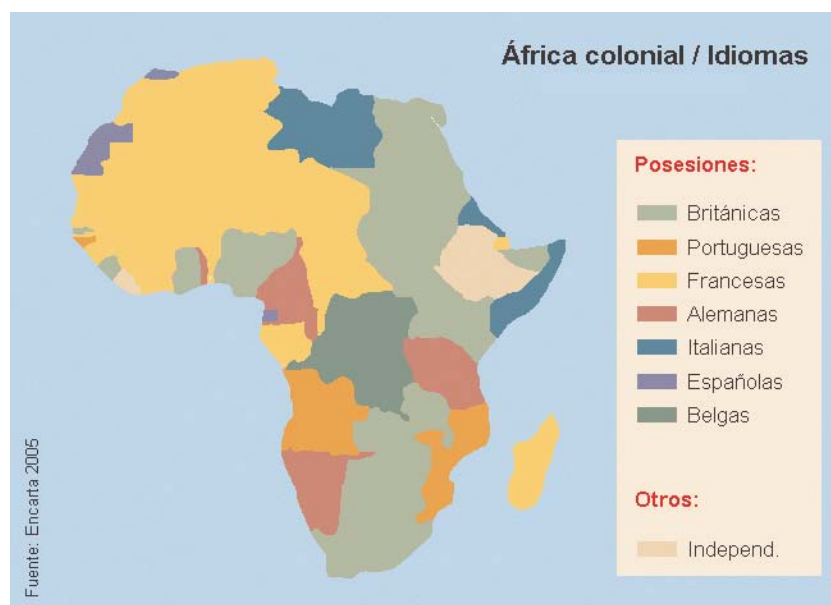 África colonial / Idiomas
Posesiones:
Británicas
Portuguesas
Francesas
Alemanas
Italianas
Españolas
Belgas
Otros:
Independ.
Fuente: Encarta 2005